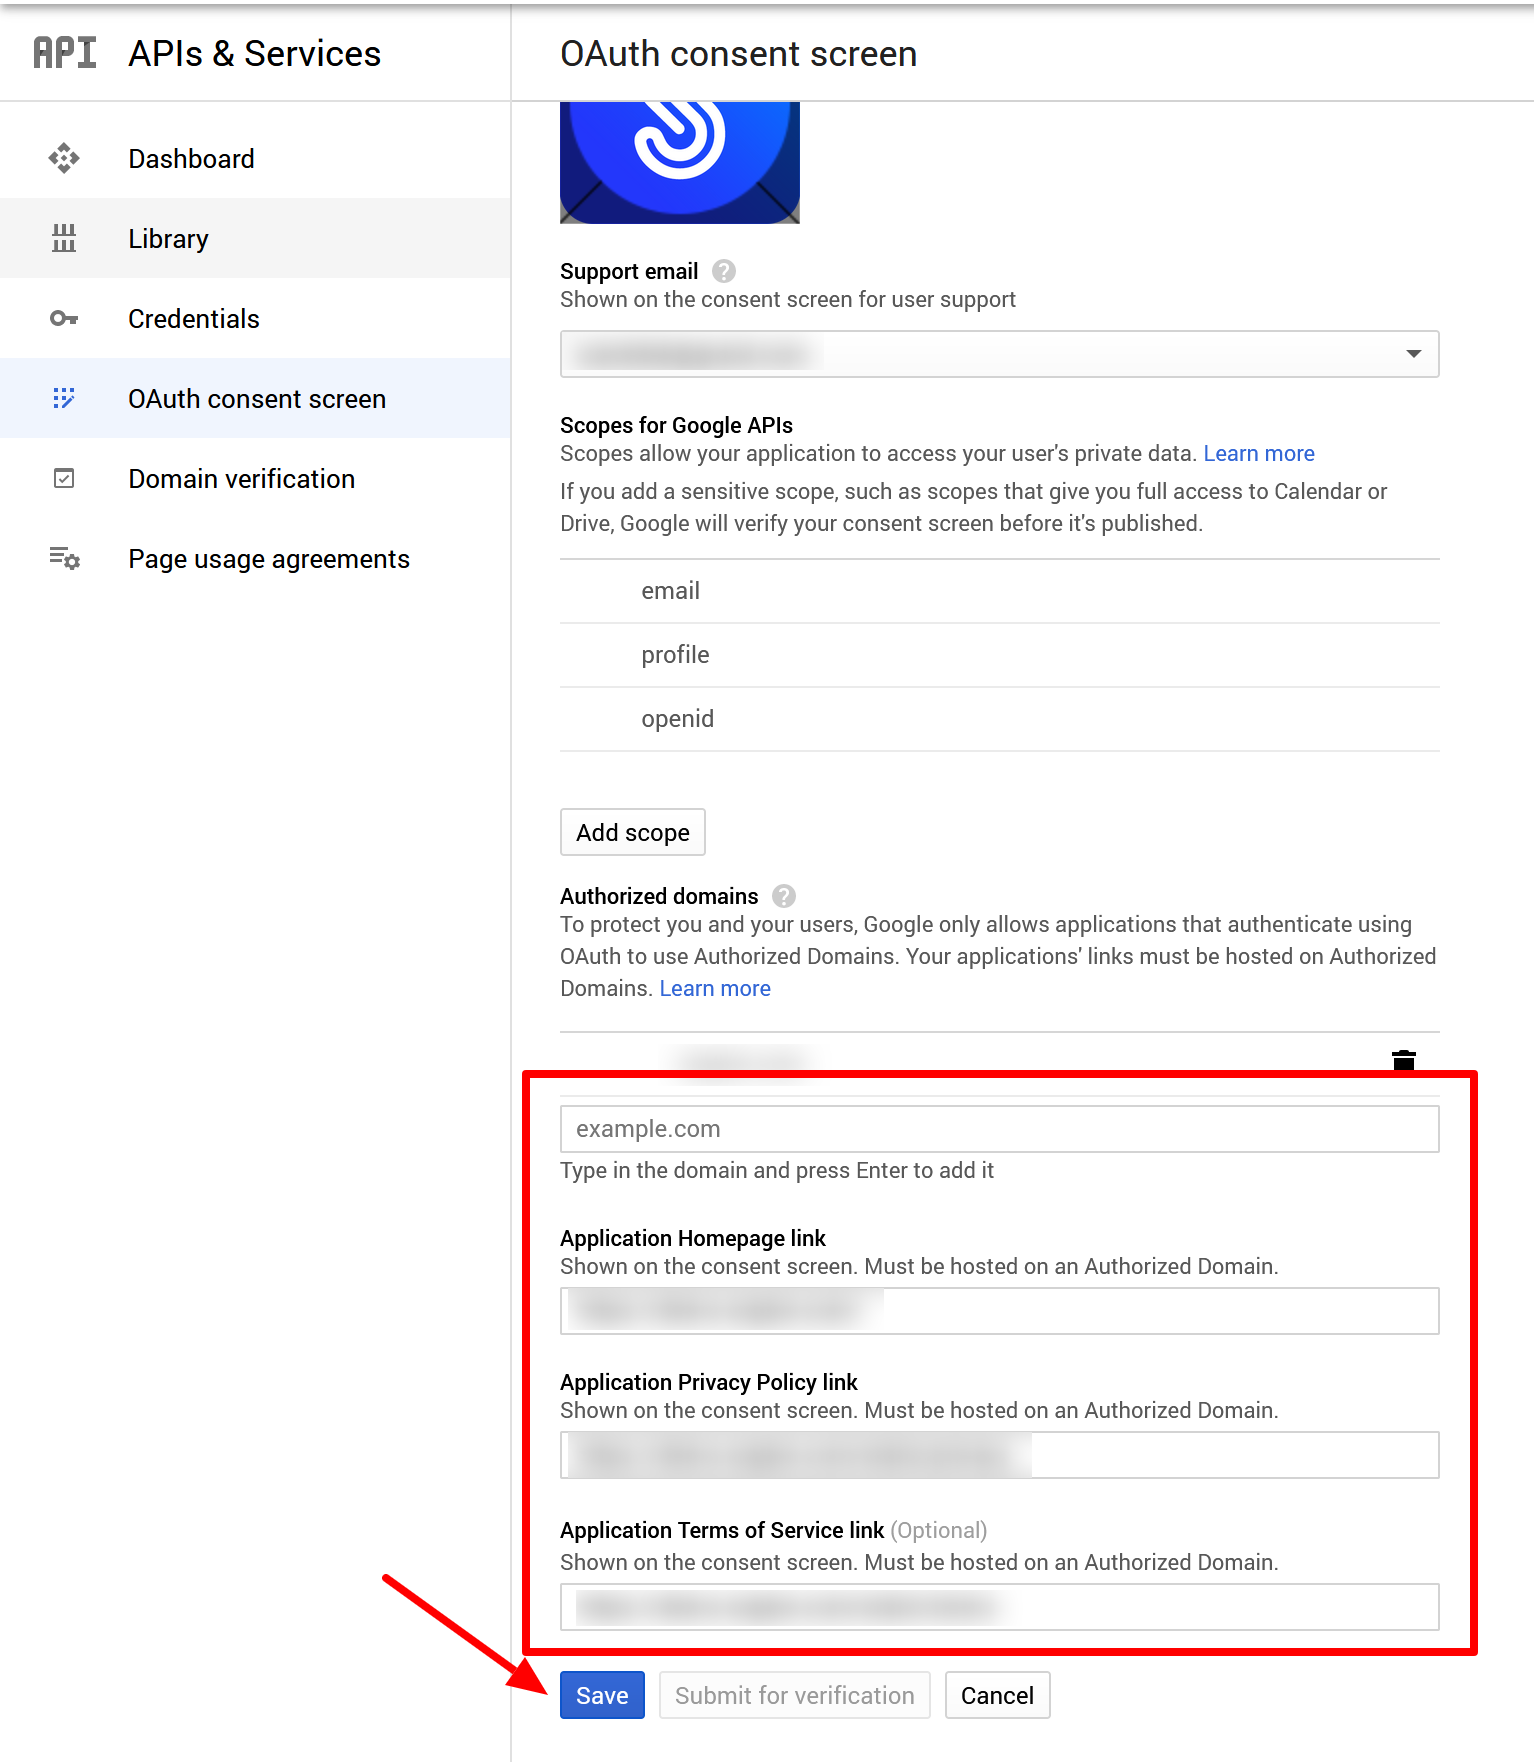 API APIs & Services
OAuth consent screen
Dashboard
Library
Credentials
OAuth consent screen
Domain verification
Page usage agreements
Support email ?
Shown on the consent screen for user support
Scopes for Google APIs
Scopes allow your application to access your user's private data. Learn more
If you add a sensitive scope, such as scopes that give you full access to Calendar or
Drive, Google will verify your consent screen before it's published.
email
profile
openid
Add scope
Authorized domains ?
To protect you and your users, Google only allows applications that authenticate using
OAuth to use Authorized Domains. Your applications' links must be hosted on Authorized
Domains. Learn more
example.com
Type in the domain and press Enter to add it
Application Homepage link
Shown on the consent screen. Must be hosted on an Authorized Domain.
Application Privacy Policy link
Shown on the consent screen. Must be hosted on an Authorized Domain.
Application Terms of Service link (Optional)
Shown on the consent screen. Must be hosted on an Authorized Domain.
Save Submit for verification Cancel